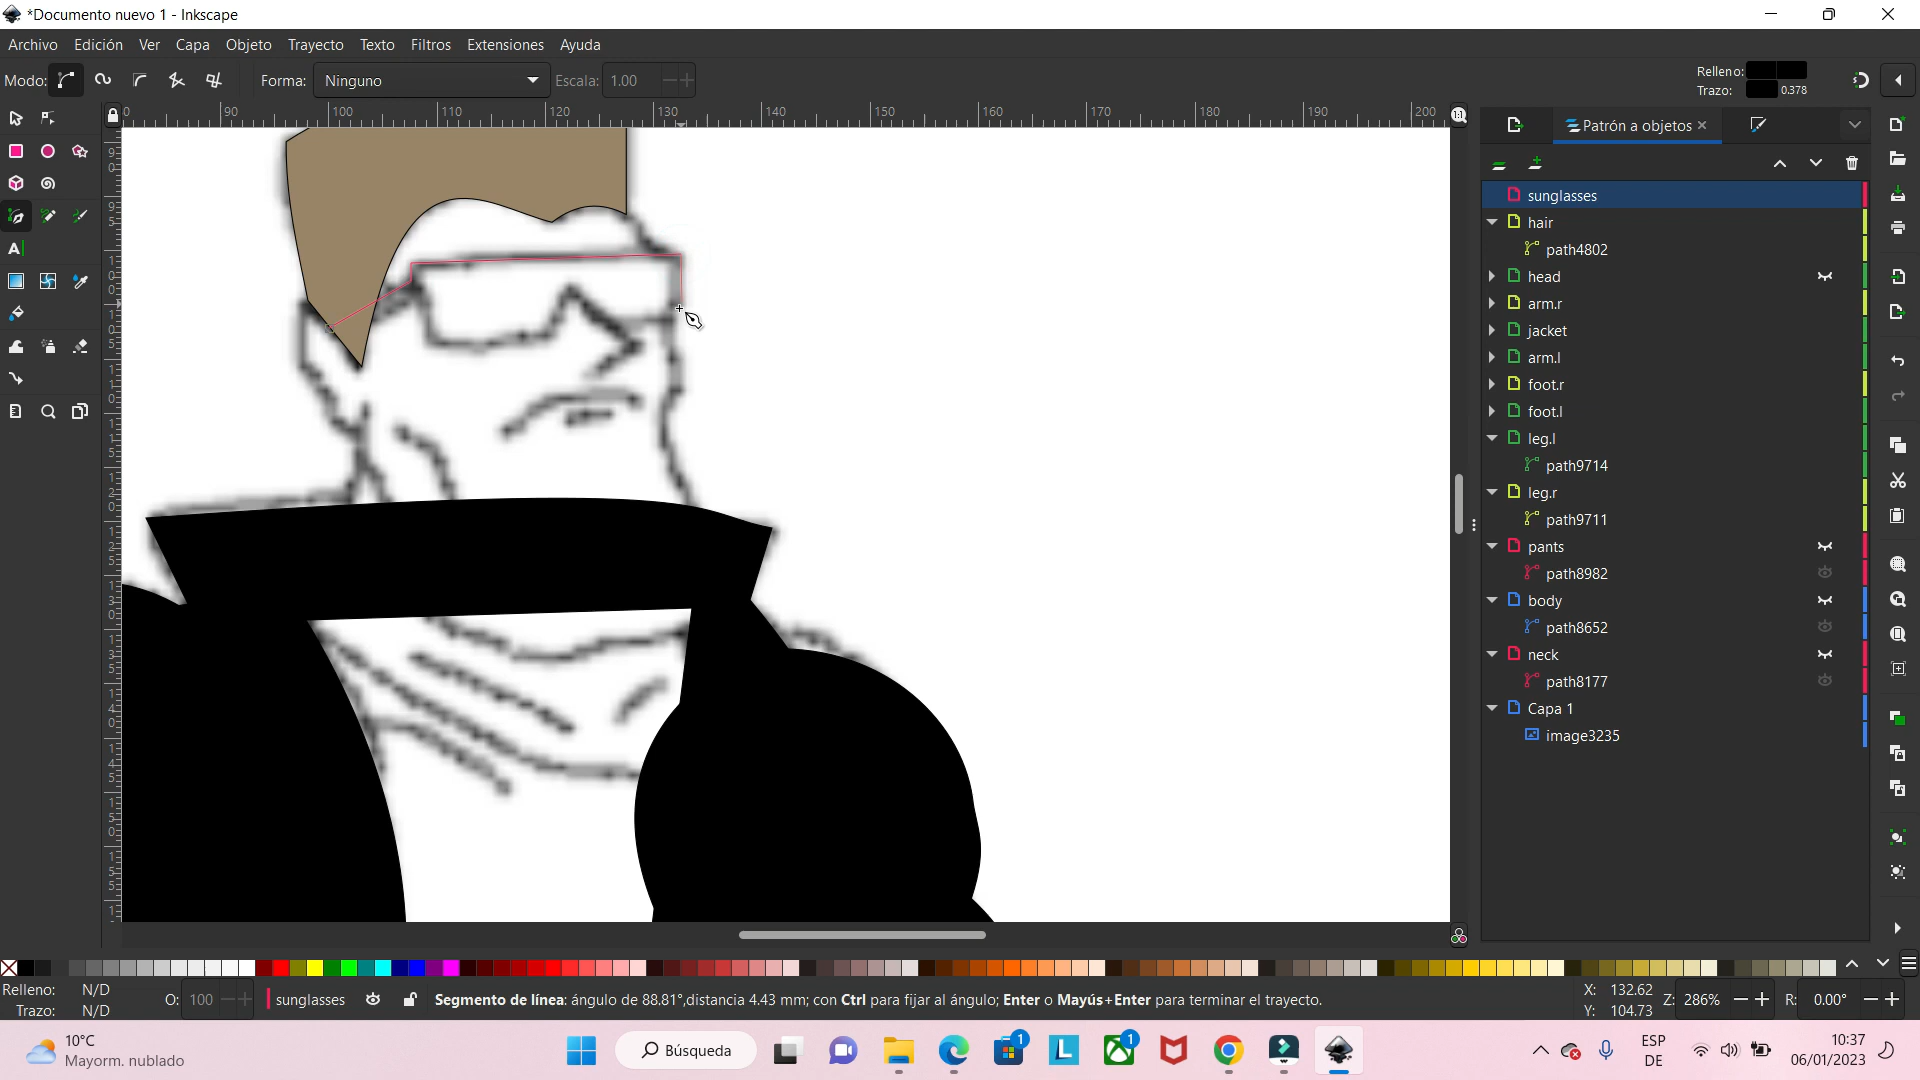 *Documento nuevo 1 - Inkscape
Archivo Edición Ver Capa Objeto Trayecto Texto Filtros Extensiones Ayuda
Modo: Forma: Ninguno Escala: 1.00
Relleno:
Trazo: 0.378
90 100 110 120 130 140 150 160 170 180 190 200
Patrón a objetos
sunglasses
hair
path4802
head
arm.r
jacket
arm.l
foot.r
foot.l
leg.l
path9714
leg.r
path9711
pants
path8982
body
path8652
neck
path8177
Capa 1
image3235
Relleno: N/D
Trazo: N/D
O: 100
sunglasses
Segmento de línea: ángulo de 88.81°,distancia 4.43 mm; con Ctrl para fijar al ángulo; Enter o Mayús+Enter para terminar el trayecto.
X: 132.62
Y: 104.73
Z: 286%
R: 0.00°
10°C
Mayorm. nublado
Búsqueda
1
1
ESP
DE
10:37
06/01/2023